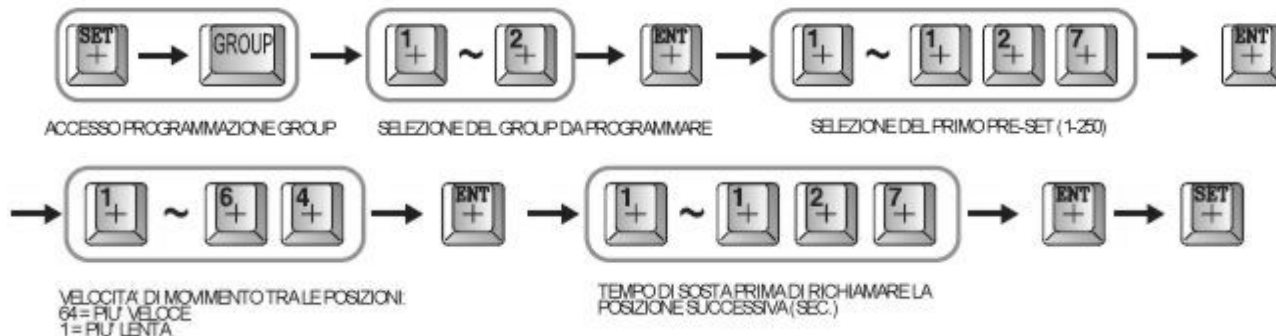 SET GROUP 1 ~ 2 ENT 1 ~ 1 2 7 ENT
ACCESSO PROGRAMMAZIONE GROUP
SELEZIONE DEL GROUP DA PROGRAMMARE
SELEZIONE DEL PRIMO PRE-SET (1-250)
1 ~ 6 4 ENT 1 ~ 1 2 7 ENT SET
VELOCITA' DI MOVIMENTO TRA LE POSIZIONI:
64 = PIU' VELOCE
1 = PIU' LENTA
TEMPO DI SOSTA PRIMA DI RICHIAMARE LA
POSIZIONE SUCCESSIVA (SEC.)